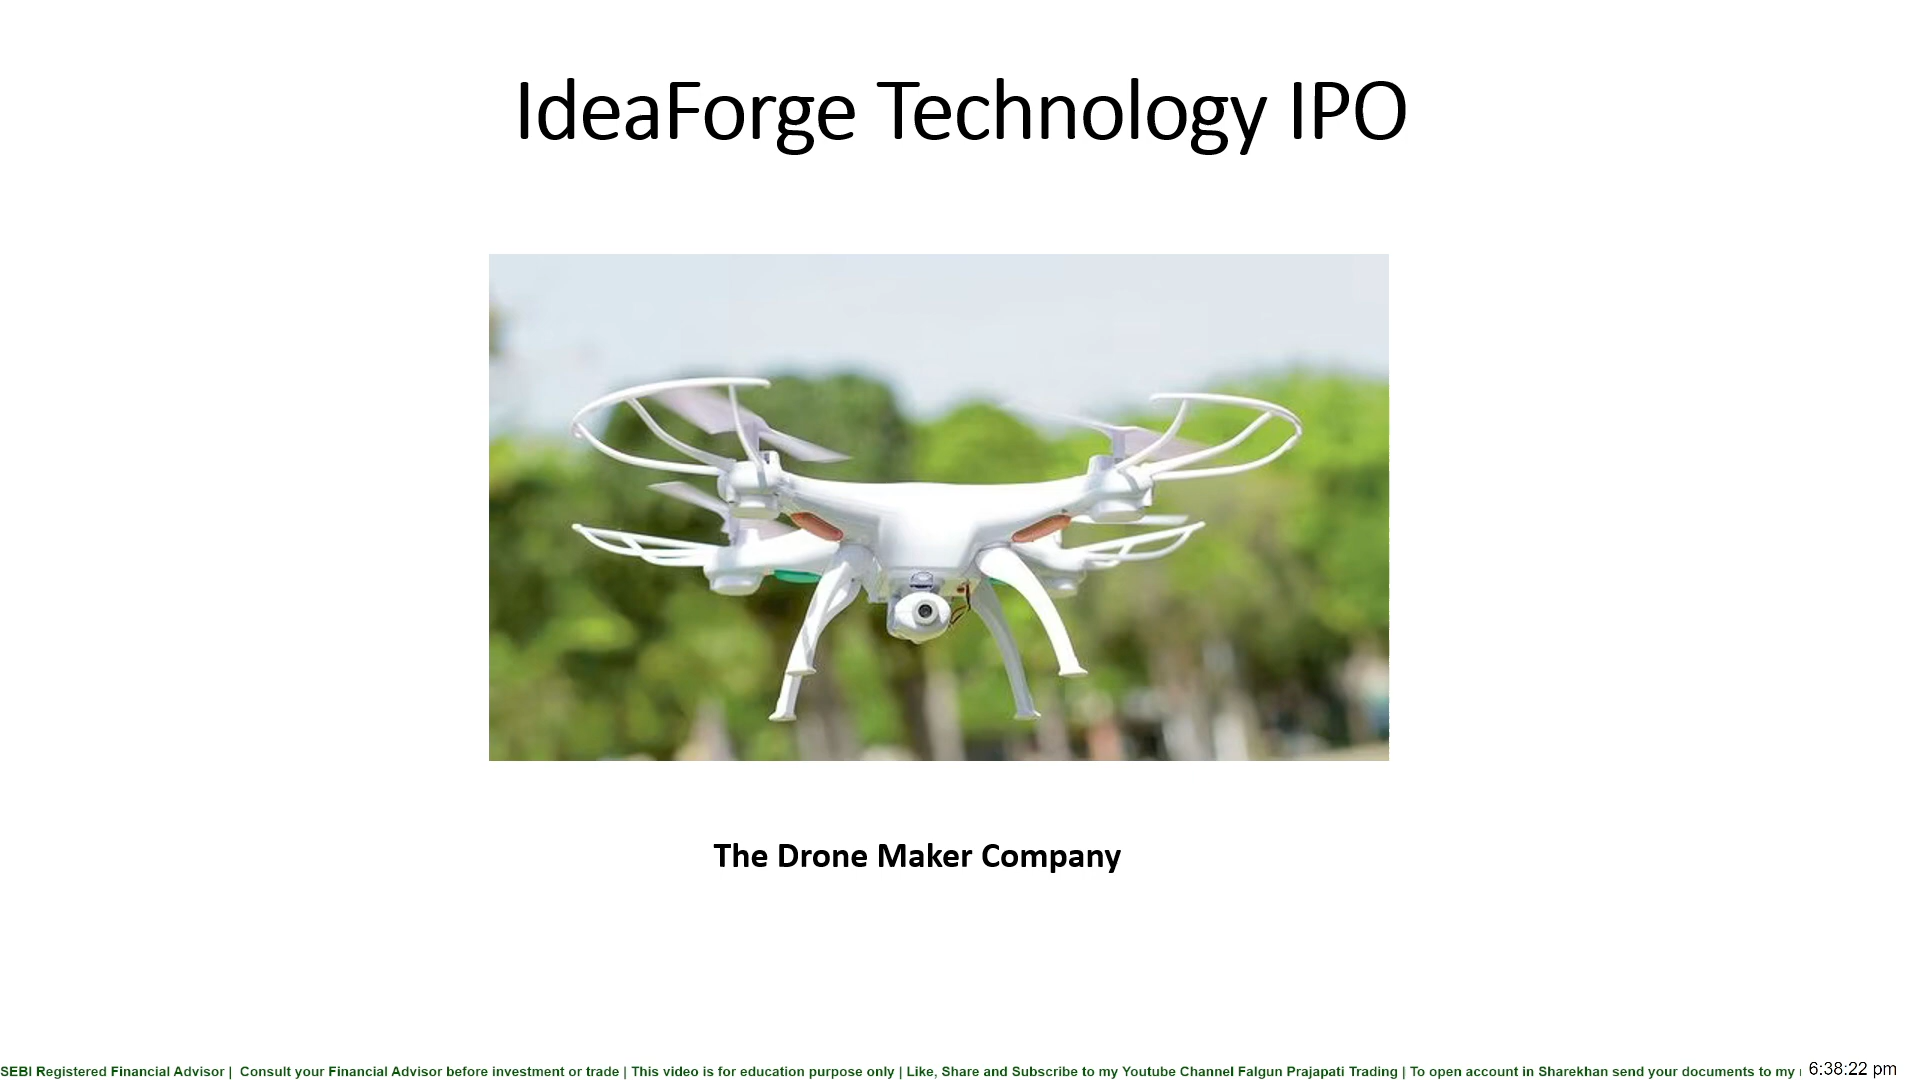 IdeaForge Technology IPO
The Drone Maker Company
SEBI Registered Financial Advisor | Consult your Financial Advisor before investment or trade | This video is for education purpose only | Like, Share and Subscribe to my Youtube Channel Falgun Prajapati Trading | To open account in Sharekhan send your documents to my
6:38:22 pm